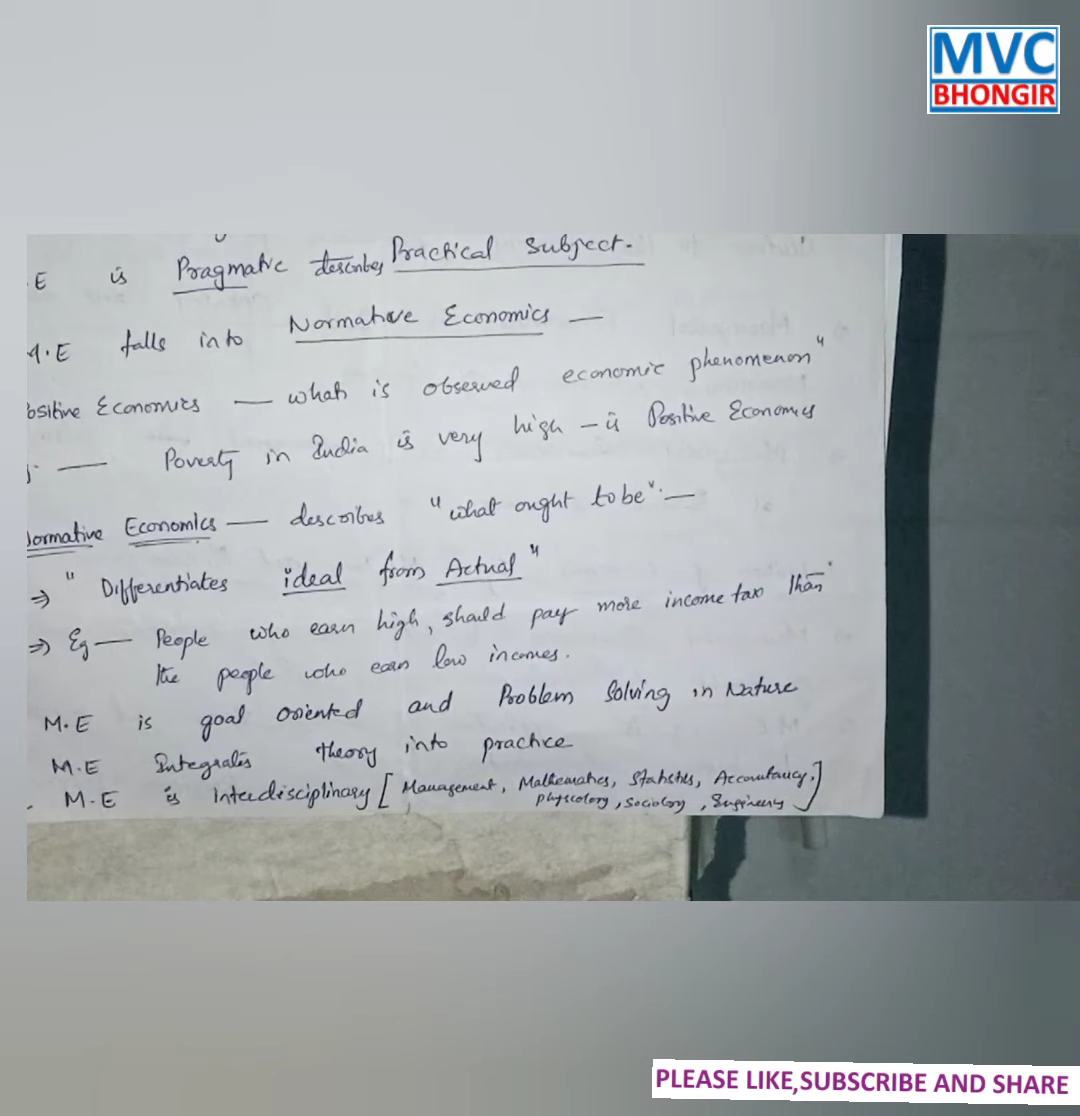 MVC
BHONGIR
.E is Pragmatic describes Practical Subject.
M.E falls into Normative Economics —
ositive Economics — what is observed economic phenomenon"
g. — Poverty in India is very high – is Positive Economics
Normative Economics — describes "what ought to be". —
⇒ " Differentiates ideal from Actual "
⇒ Eg — People who earn high, should pay more income tax than
the people who earn low incomes.
M.E is goal oriented and Problem Solving in Nature
M.E Integrates theory into practice
. M.E is Interdisciplinary [ Management, Mathematics, Statistics, Accountancy,
physcology, sociology, Engineery ]
PLEASE LIKE,SUBSCRIBE AND SHARE